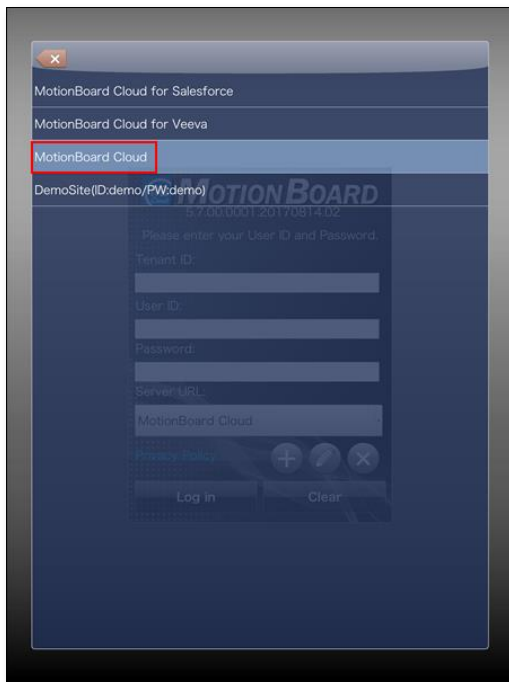 MotionBoard Cloud for Salesforce
MotionBoard Cloud for Veeva
MotionBoard Cloud
DemoSite(ID:demo/PW:demo)
MOTIONBOARD
5.7.00.0001.20170814.02
Please enter your User ID and Password.
Tenant ID:
User ID:
Password:
Server URL:
MotionBoard Cloud
Privacy Policy
Log in Clear